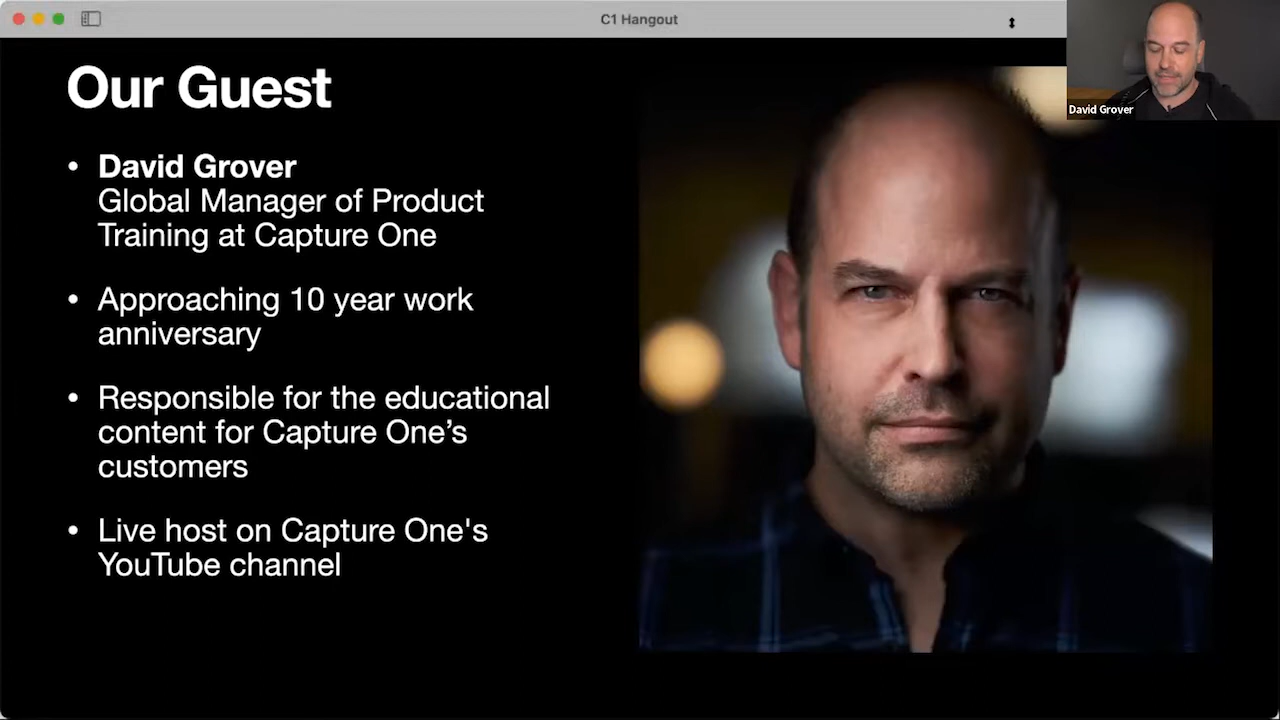 C1 Hangout
Our Guest
David Grover
• David Grover
Global Manager of Product
Training at Capture One
• Approaching 10 year work
anniversary
• Responsible for the educational
content for Capture One’s
customers
• Live host on Capture One's
YouTube channel